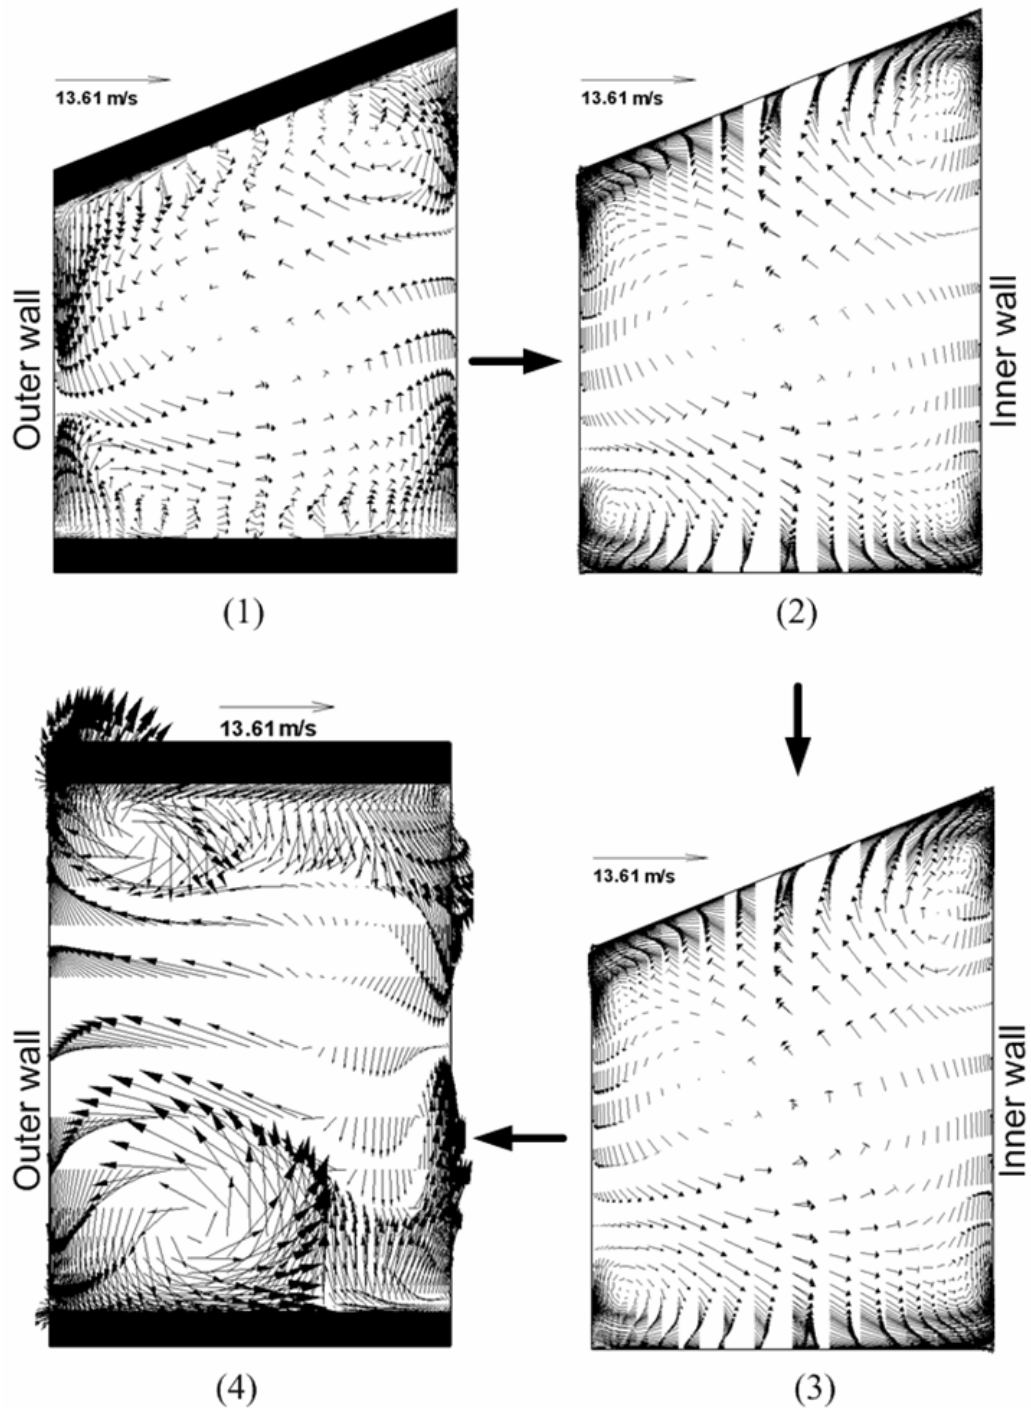 13.61 m/s
13.61 m/s
Outer wall
Inner wall
(1)
(2)
13.61 m/s
13.61 m/s
Outer wall
Inner wall
(4)
(3)